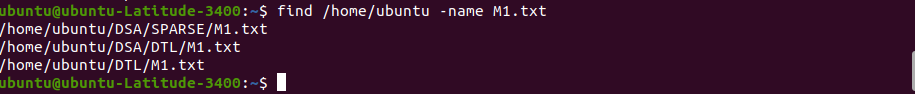 ubuntu@ubuntu-Latitude-3400:~$ find /home/ubuntu -name M1.txt
/home/ubuntu/DSA/SPARSE/M1.txt
/home/ubuntu/DSA/DTL/M1.txt
/home/ubuntu/DTL/M1.txt
ubuntu@ubuntu-Latitude-3400:~$